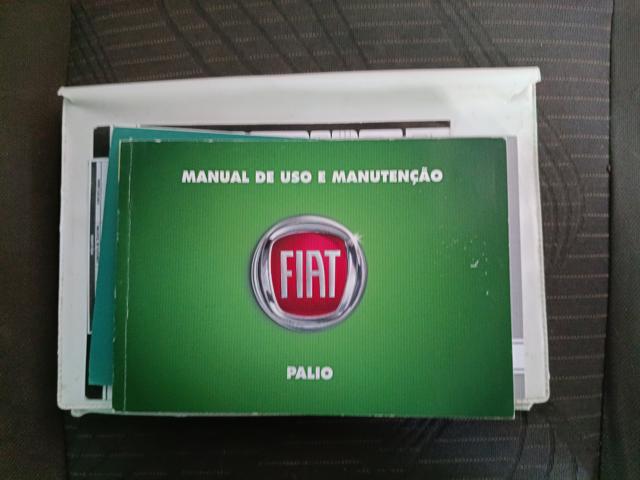 MANUAL DE USO E MANUTENÇÃO
FIAT
PALIO